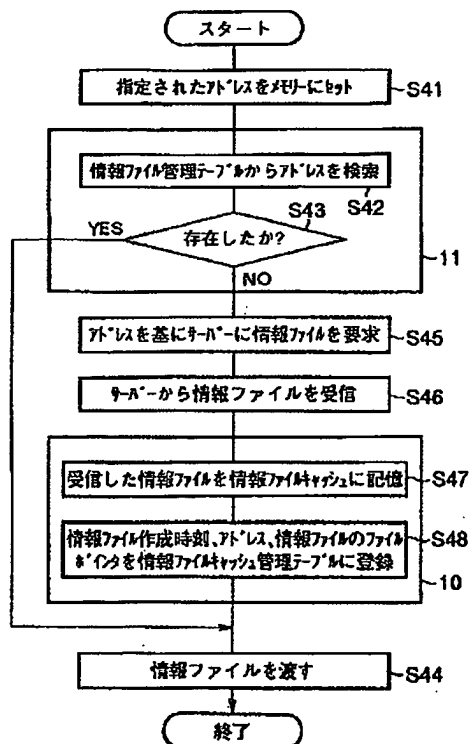 スタート
指定されたｱﾄﾞﾚｽをメモリーにｾｯﾄ
S41
情報ファイル管理テーブルからアドレスを検索
S42
S43
存在したか?
YES
NO
11
ｱﾄﾞﾚｽを基にｻｰﾊﾞｰに情報ファイルを要求
S45
ｻｰﾊﾞｰから情報ファイルを受信
S46
受信した情報ファイルを情報ファイルｷｬｯｼｭに記憶
S47
情報ファイル作成時刻、アドレス、情報ファイルのファイル
ﾎﾟｲﾝﾀを情報ファイルｷｬｯｼｭ管理テーブルに登録
S48
10
情報ファイルを渡す
S44
終了